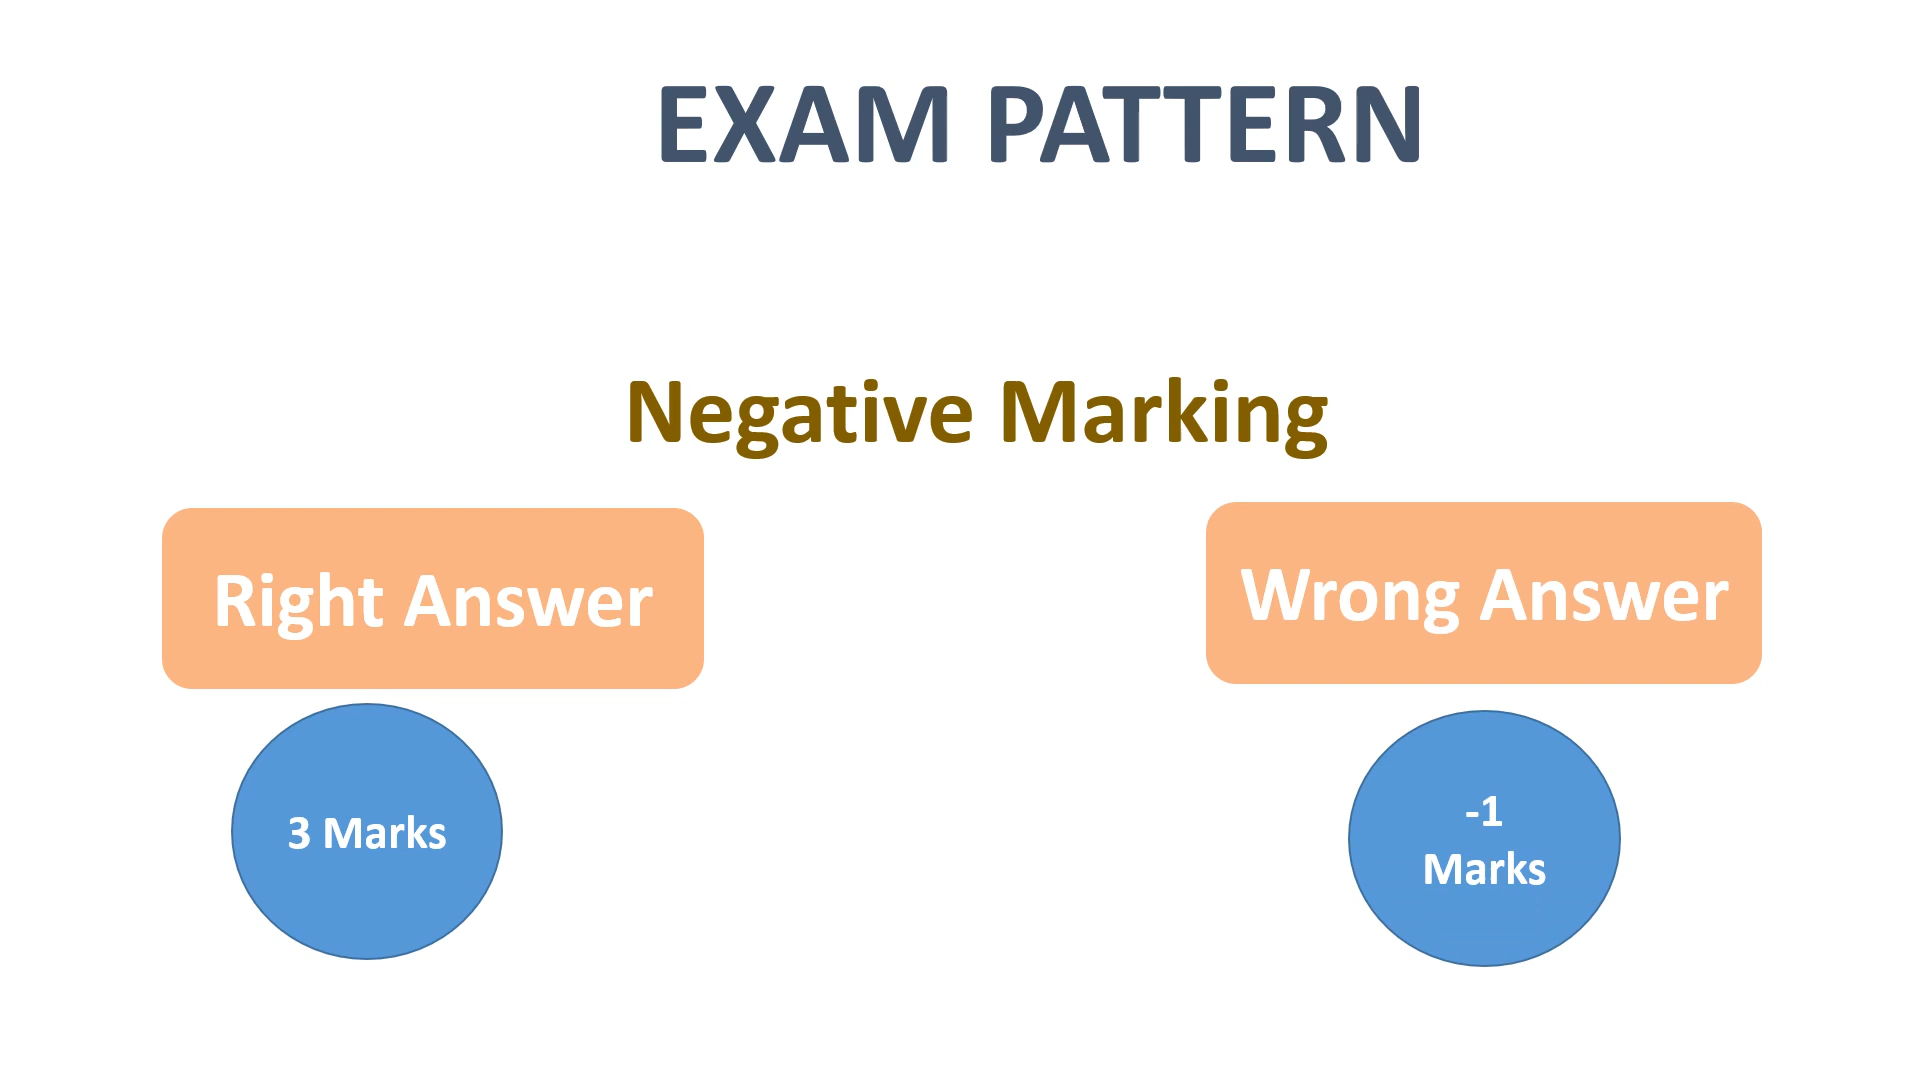 EXAM PATTERN
Negative Marking
Right Answer
3 Marks
Wrong Answer
-1
Marks